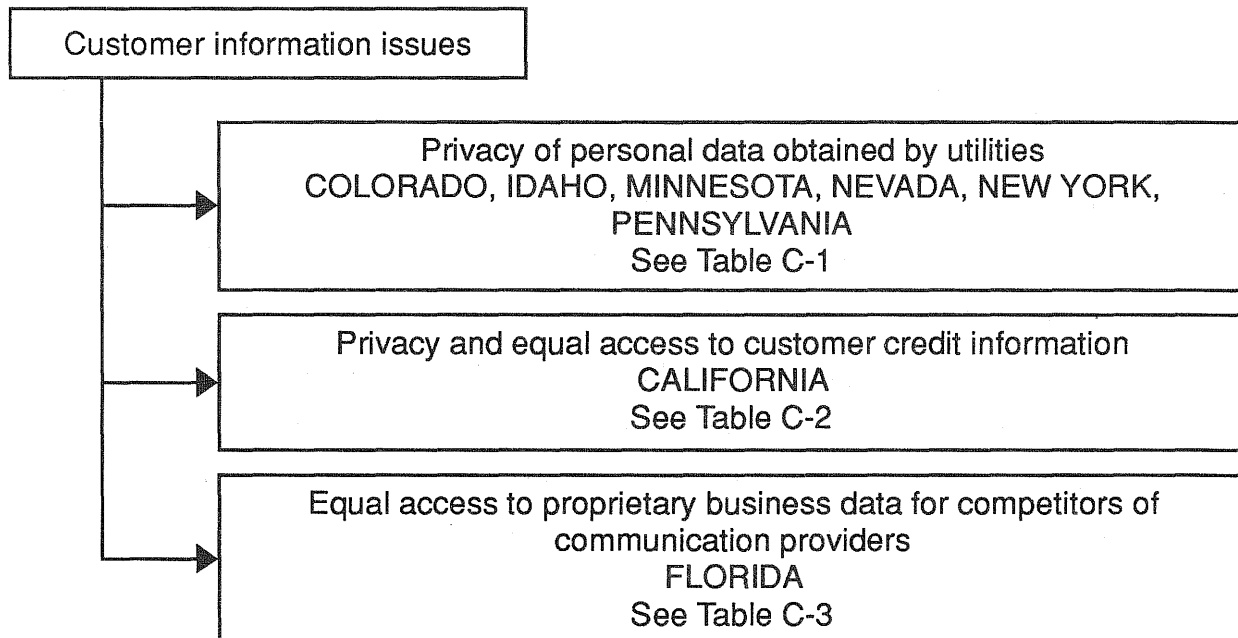 Customer information issues
Privacy of personal data obtained by utilities
COLORADO, IDAHO, MINNESOTA, NEVADA, NEW YORK,
PENNSYLVANIA
See Table C-1
Privacy and equal access to customer credit information
CALIFORNIA
See Table C-2
Equal access to proprietary business data for competitors of
communication providers
FLORIDA
See Table C-3